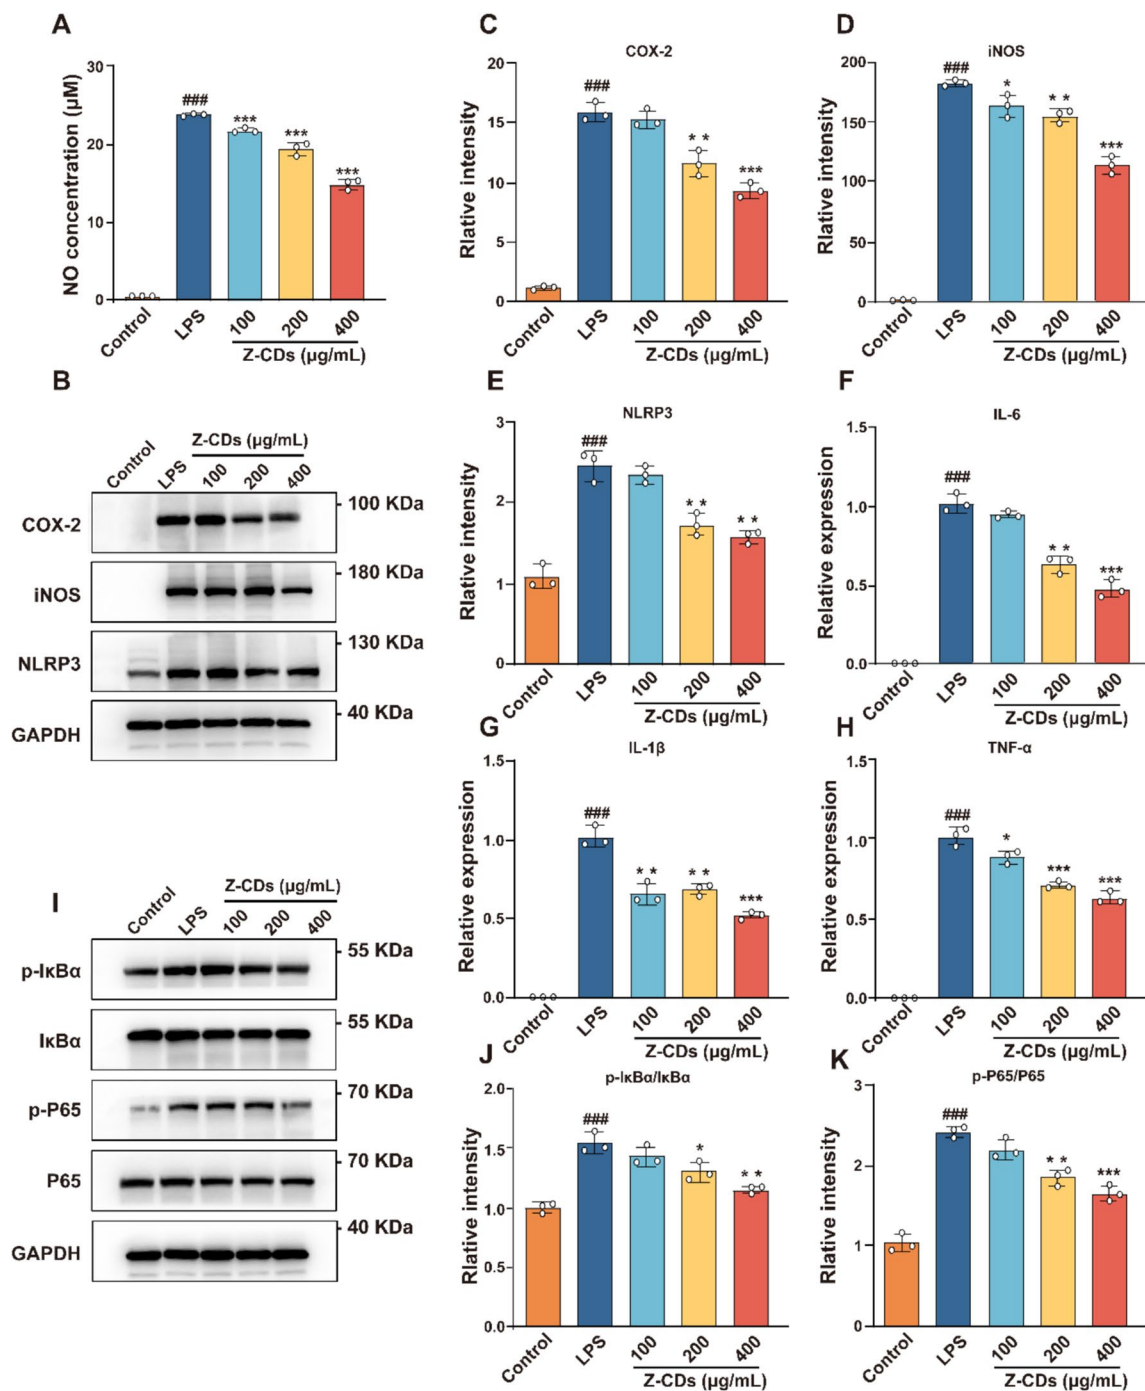 A
NO concentration (µM)
30
20
10
0
###
***
***
***
Control
LPS
100
200
400
Z-CDs (µg/mL)
C
COX-2
Rlative intensity
20
15
10
5
0
###
* *
***
Control
LPS
100
200
400
Z-CDs (µg/mL)
D
iNOS
Rlative intensity
200
150
100
50
0
###
*
* *
***
Control
LPS
100
200
400
Z-CDs (µg/mL)
B
Z-CDs (µg/mL)
Control
LPS
100
200
400
COX-2
100 KDa
iNOS
180 KDa
NLRP3
130 KDa
GAPDH
40 KDa
E
NLRP3
Rlative intensity
3
2
1
0
###
* *
* *
Control
LPS
100
200
400
Z-CDs (µg/mL)
F
IL-6
Relative expression
1.5
1.0
0.5
0.0
###
* *
***
Control
LPS
100
200
400
Z-CDs (µg/mL)
G
IL-1β
Relative expression
1.5
1.0
0.5
0.0
###
* *
* *
***
Control
LPS
100
200
400
Z-CDs (µg/mL)
H
TNF-α
Relative expression
1.5
1.0
0.5
0.0
###
*
***
***
Control
LPS
100
200
400
Z-CDs (µg/mL)
I
Z-CDs (µg/mL)
Control
LPS
100
200
400
p-IκBα
55 KDa
IκBα
55 KDa
p-P65
70 KDa
P65
70 KDa
GAPDH
40 KDa
J
p-IκBα/IκBα
Rlative intensity
2.0
1.5
1.0
1.5
0.0
###
*
* *
Control
LPS
100
200
400
Z-CDs (µg/mL)
K
p-P65/P65
Rlative intensity
3
2
1
0
###
* *
***
Control
LPS
100
200
400
Z-CDs (µg/mL)